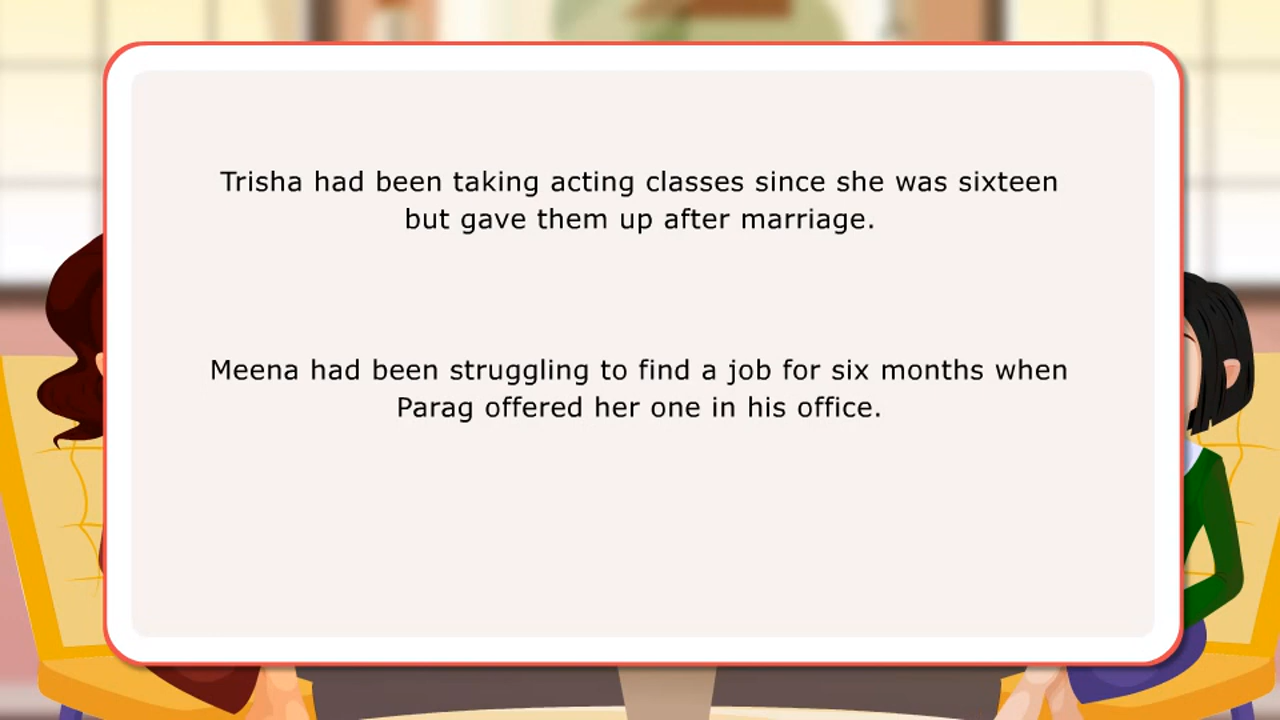 Trisha had been taking acting classes since she was sixteen
but gave them up after marriage.
Meena had been struggling to find a job for six months when
Parag offered her one in his office.